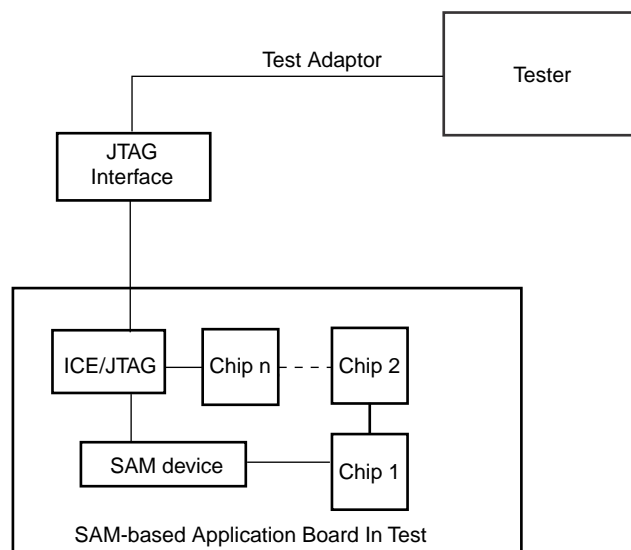 Test Adaptor
Tester
JTAG
Interface
ICE/JTAG
Chip n
Chip 2
SAM device
Chip 1
SAM-based Application Board In Test